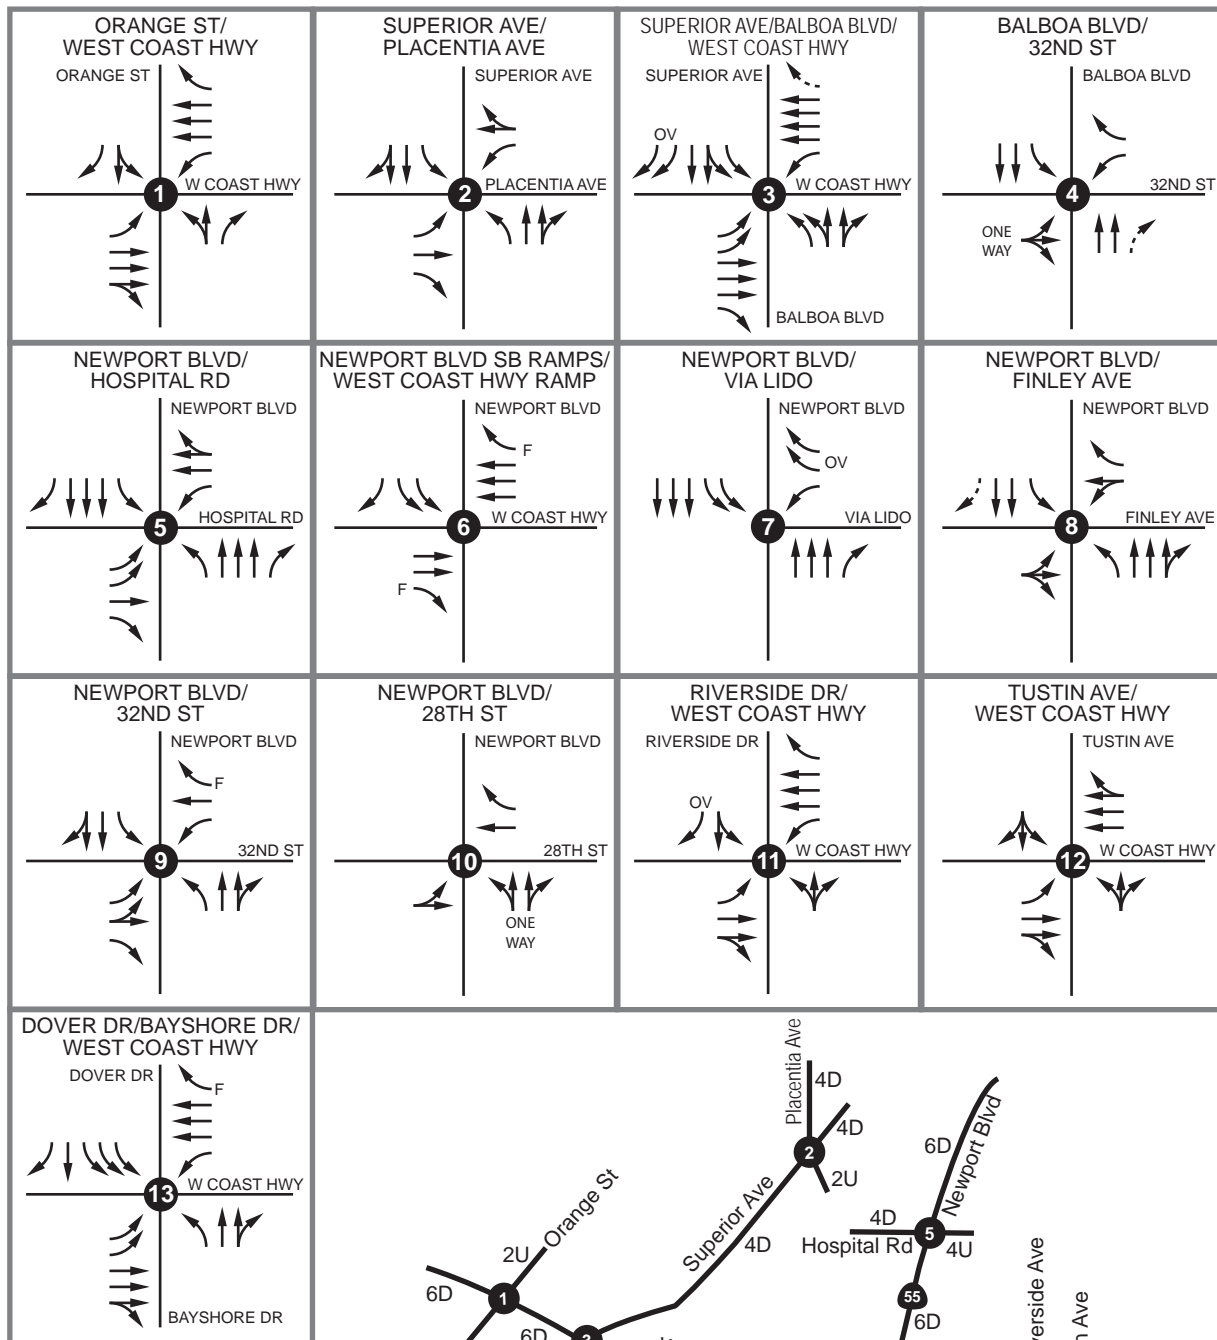 ORANGE ST/
WEST COAST HWY
ORANGE ST
W COAST HWY
1
SUPERIOR AVE/
PLACENTIA AVE
SUPERIOR AVE
PLACENTIA AVE
2
SUPERIOR AVE/BALBOA BLVD/
WEST COAST HWY
SUPERIOR AVE
OV
W COAST HWY
3
BALBOA BLVD
BALBOA BLVD/
32ND ST
BALBOA BLVD
32ND ST
4
ONE
WAY
NEWPORT BLVD/
HOSPITAL RD
NEWPORT BLVD
HOSPITAL RD
5
NEWPORT BLVD SB RAMPS/
WEST COAST HWY RAMP
NEWPORT BLVD
F
W COAST HWY
6
F
NEWPORT BLVD/
VIA LIDO
NEWPORT BLVD
OV
VIA LIDO
7
NEWPORT BLVD/
FINLEY AVE
NEWPORT BLVD
FINLEY AVE
8
NEWPORT BLVD/
32ND ST
NEWPORT BLVD
F
32ND ST
9
NEWPORT BLVD/
28TH ST
NEWPORT BLVD
28TH ST
10
ONE
WAY
RIVERSIDE DR/
WEST COAST HWY
RIVERSIDE DR
OV
W COAST HWY
11
TUSTIN AVE/
WEST COAST HWY
TUSTIN AVE
W COAST HWY
12
DOVER DR/BAYSHORE DR/
WEST COAST HWY
DOVER DR
F
W COAST HWY
13
BAYSHORE DR
Placentia Ave
4D
4D
2
2U
Superior Ave
4D
6D
Newport Blvd
4D
Hospital Rd
5
4U
55
6D
Orange St
2U
6D
1
6D
3
Ave
Ave